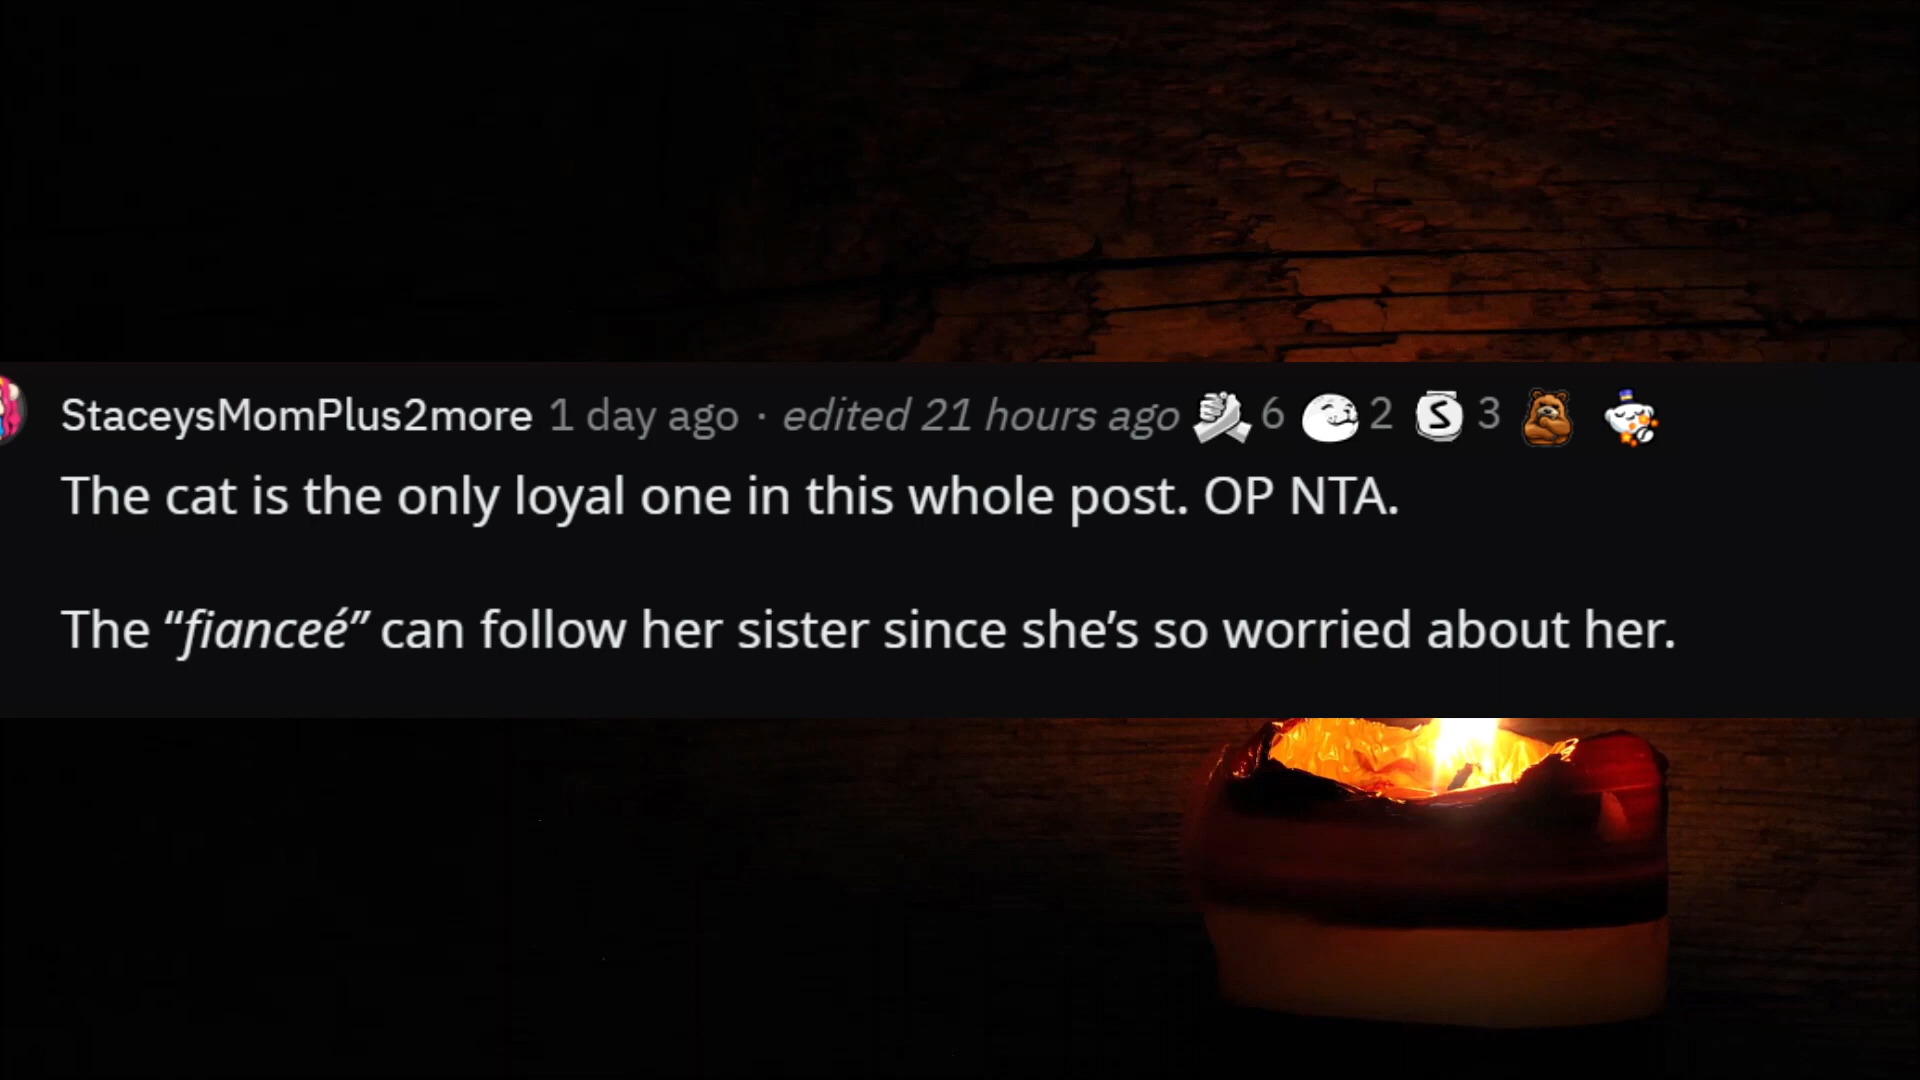 StaceysMomPlus2more 1 day ago · edited 21 hours ago 6 2 S 3
The cat is the only loyal one in this whole post. OP NTA.
The “fianceé” can follow her sister since she’s so worried about her.